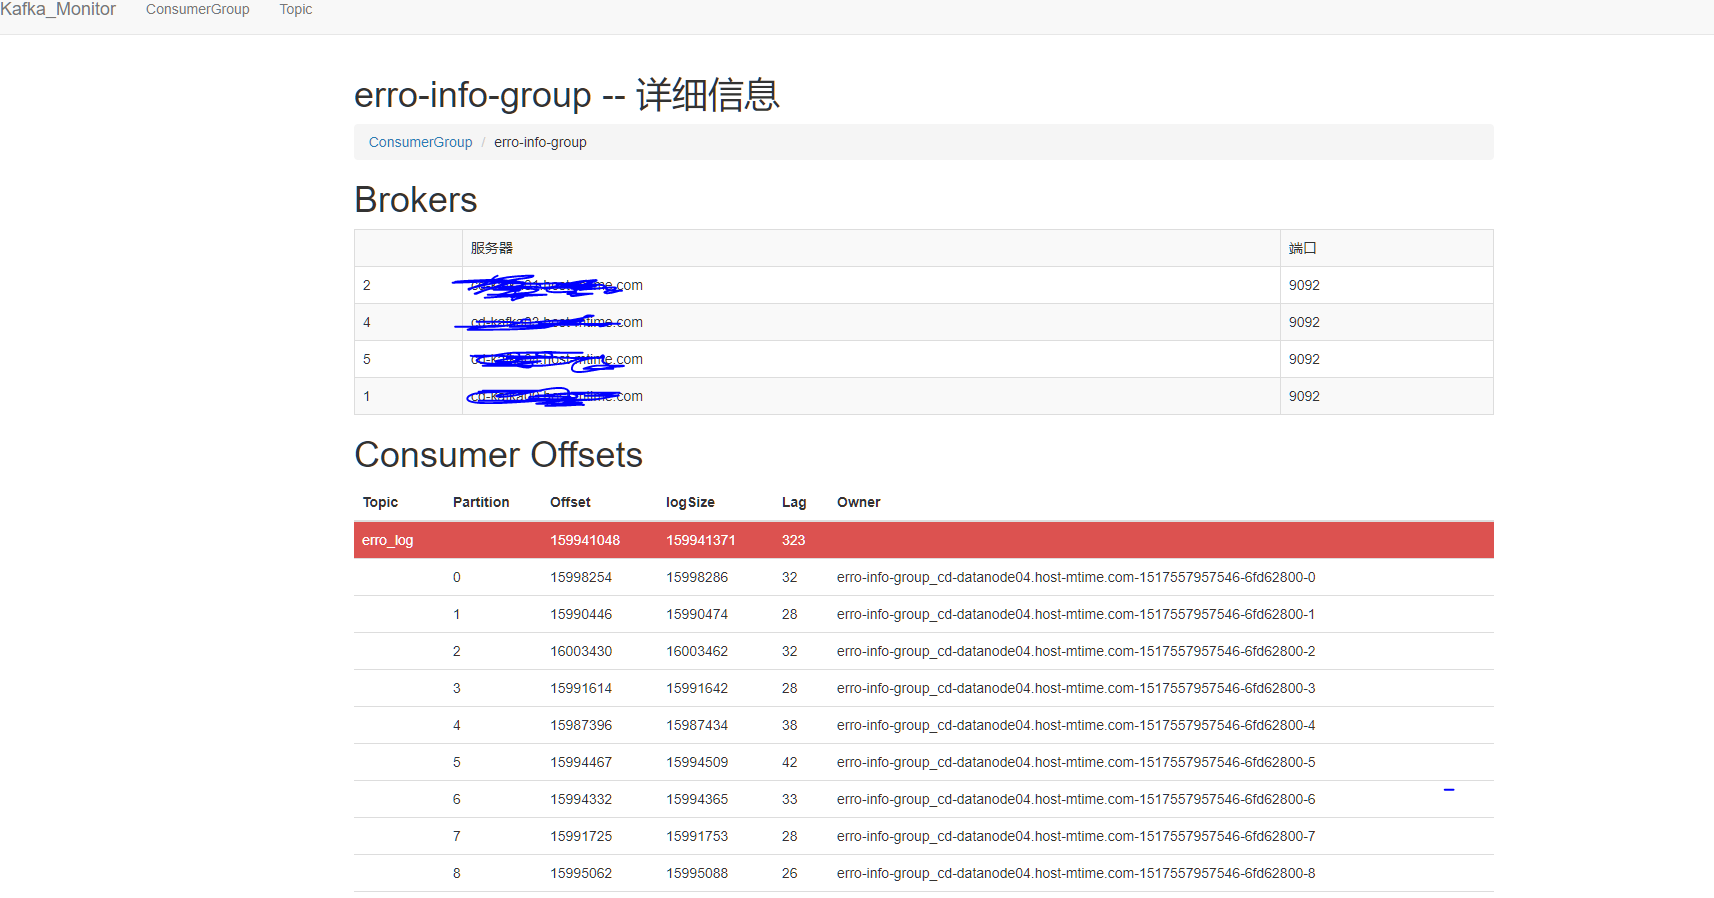 Kafka_Monitor ConsumerGroup Topic
erro-info-group -- 详细信息
ConsumerGroup / erro-info-group
Brokers
服务器 端口
2 .com 9092
4 .com 9092
5 .com 9092
1 .com 9092
Consumer Offsets
Topic Partition Offset logSize Lag Owner
erro_log 159941048 159941371 323
0 15998254 15998286 32 erro-info-group_cd-datanode04.host-mtime.com-1517557957546-6fd62800-0
1 15990446 15990474 28 erro-info-group_cd-datanode04.host-mtime.com-1517557957546-6fd62800-1
2 16003430 16003462 32 erro-info-group_cd-datanode04.host-mtime.com-1517557957546-6fd62800-2
3 15991614 15991642 28 erro-info-group_cd-datanode04.host-mtime.com-1517557957546-6fd62800-3
4 15987396 15987434 38 erro-info-group_cd-datanode04.host-mtime.com-1517557957546-6fd62800-4
5 15994467 15994509 42 erro-info-group_cd-datanode04.host-mtime.com-1517557957546-6fd62800-5
6 15994332 15994365 33 erro-info-group_cd-datanode04.host-mtime.com-1517557957546-6fd62800-6
7 15991725 15991753 28 erro-info-group_cd-datanode04.host-mtime.com-1517557957546-6fd62800-7
8 15995062 15995088 26 erro-info-group_cd-datanode04.host-mtime.com-1517557957546-6fd62800-8